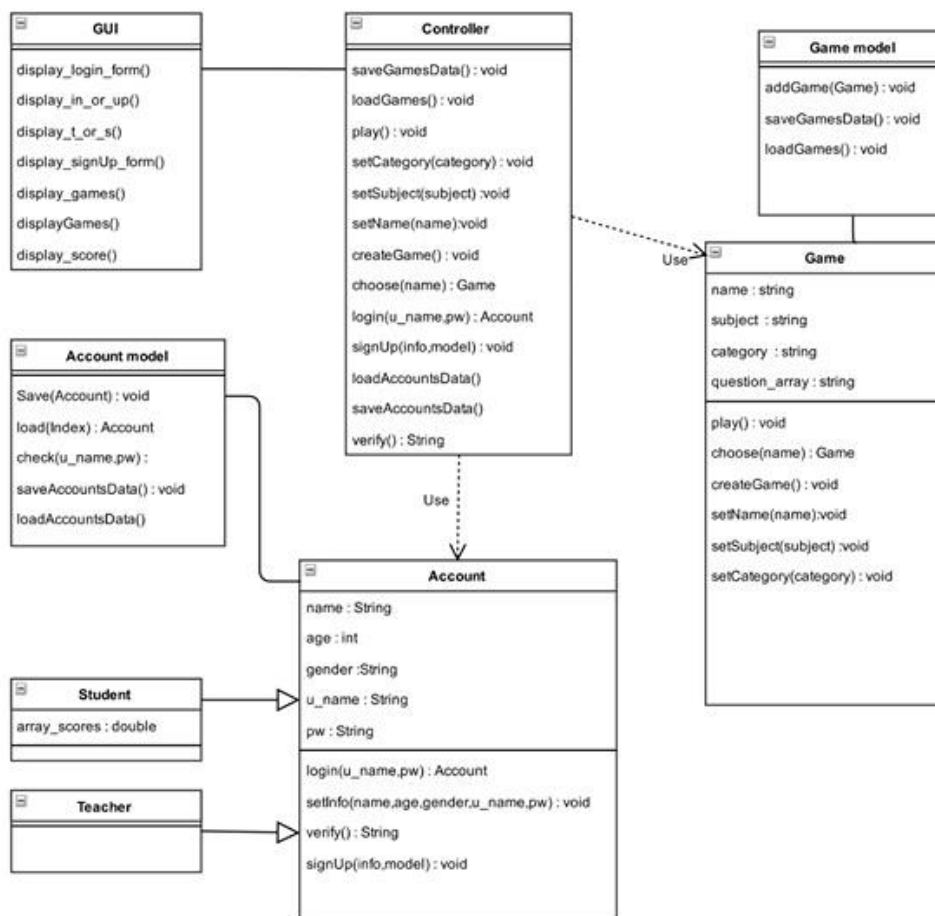 GUI
display_login_form()
display_in_or_up()
display_t_or_s()
display_signUp_form()
display_games()
displayGames()
display_score()
Controller
saveGamesData() : void
loadGames() : void
play() : void
setCategory(category) : void
setSubject(subject) :void
setName(name):void
createGame() : void
choose(name) : Game
login(u_name,pw) : Account
signUp(info,model) : void
loadAccountsData()
saveAccountsData()
verify() : String
Game model
addGame(Game) : void
saveGamesData() : void
loadGames() : void
Use
Game
name : string
subject : string
category : string
question_array : string
play() : void
choose(name) : Game
createGame() : void
setName(name):void
setSubject(subject) :void
setCategory(category) : void
Account model
Save(Account) : void
load(Index) : Account
check(u_name,pw) :
saveAccountsData() : void
loadAccountsData()
Use
Account
name : String
age : int
gender :String
u_name : String
pw : String
login(u_name,pw) : Account
setInfo(name,age,gender,u_name,pw) : void
verify() : String
signUp(info,model) : void
Student
array_scores : double
Teacher